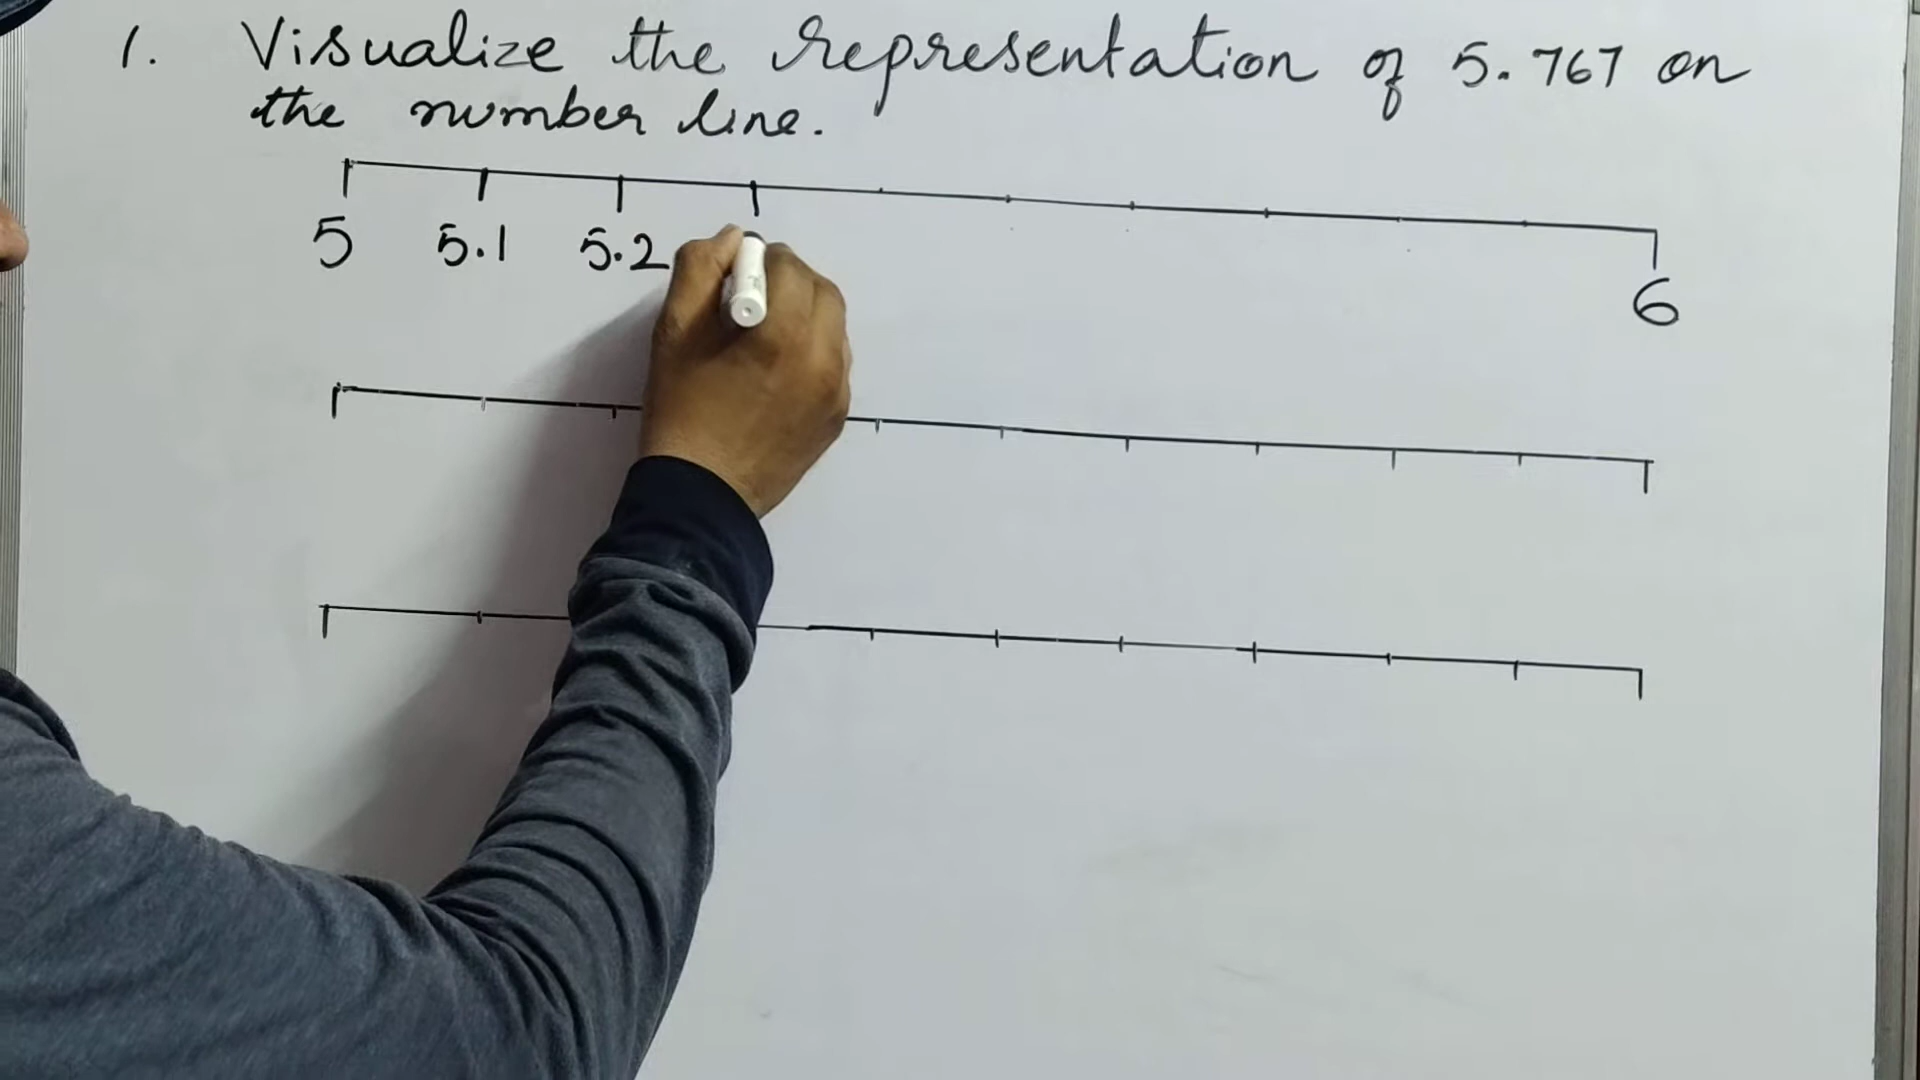 1. Visualize the representation of 5.767 on
the number line.
5 5.1 5.2 6